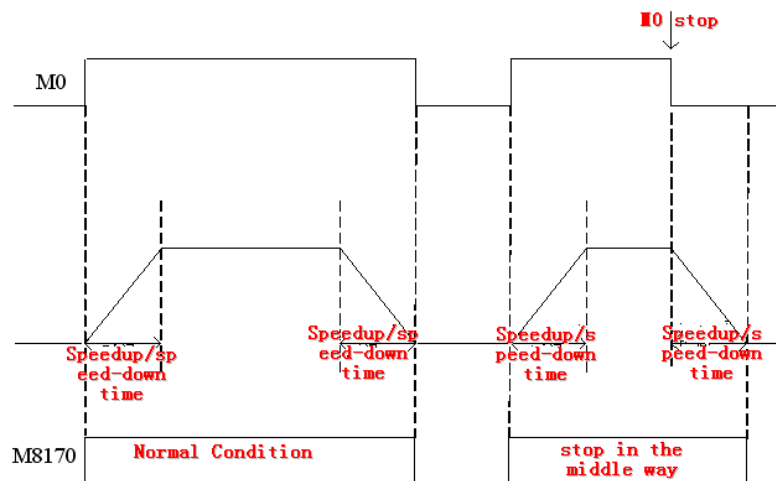 M0 stop
M0
Speedup/sp
eed-down
time
Speedup/sp
eed-down
time
Speedup/s
peed-down
time
Speedup/s
peed-down
time
M8170
Normal Condition
stop in the
middle way